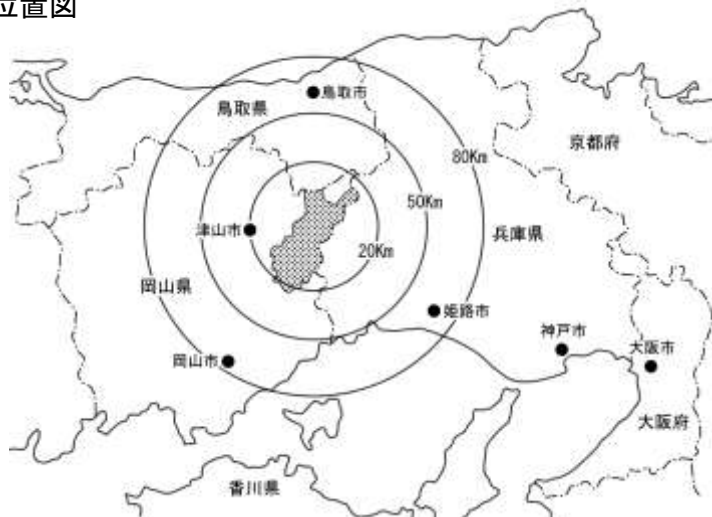 位置図
鳥取市
鳥取県
京都府
80Km
50Km
津山市
兵庫県
20Km
岡山県
姫路市
神戸市
大阪市
岡山市
大阪府
香川県